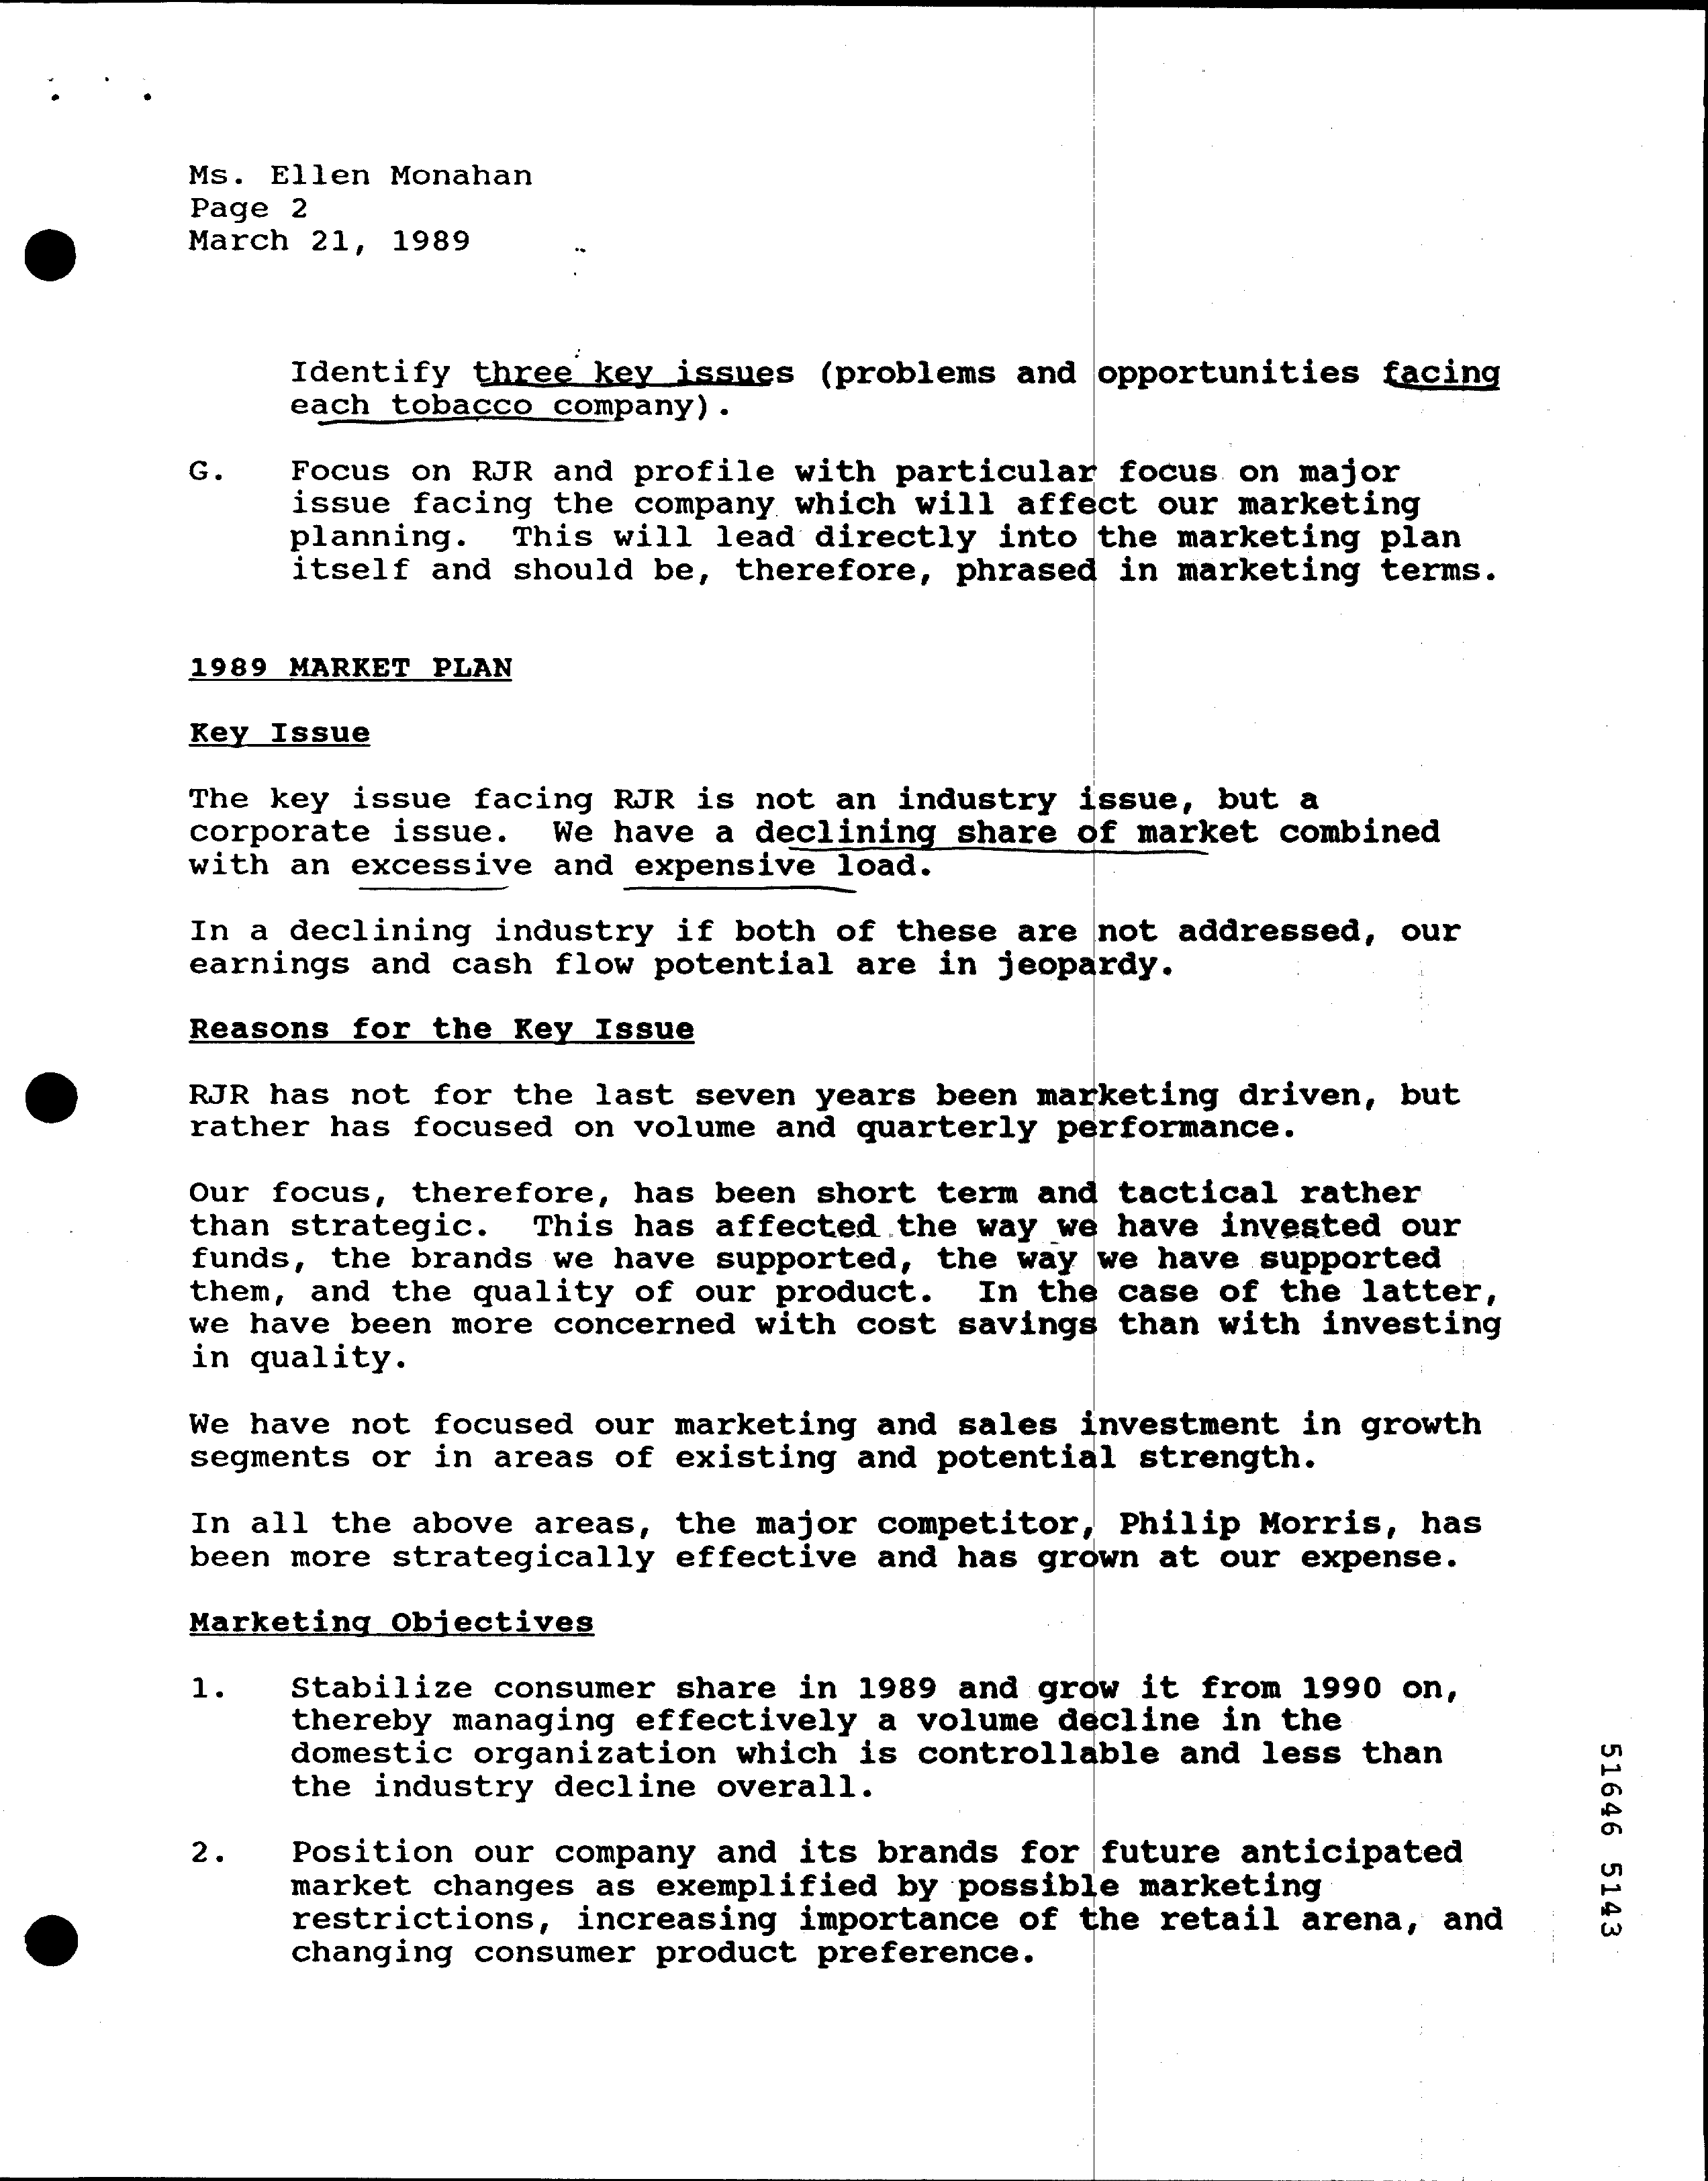 Ms. Ellen Monahan
Page 2
March 21, 1989
Identify three key issues (problems and opportunities facing
each tobacco company).
G. Focus on RJR and profile with particular focus on major
issue facing the company which will affect our marketing
planning. This will lead directly into the marketing plan
itself and should be, therefore, phrased in marketing terms.
1989 MARKET PLAN
Key Issue
The key issue facing RJR is not an industry issue, but a
corporate issue. We have a declining share of market combined
with an excessive and expensive load.
In a declining industry if both of these are not addressed, our
earnings and cash flow potential are in jeopardy.
Reasons for the Key Issue
RJR has not for the last seven years been marketing driven, but
rather has focused on volume and quarterly performance.
Our focus, therefore, has been short term and tactical rather
than strategic. This has affected the way we have invested our
funds, the brands we have supported, the way we have supported
them, and the quality of our product. In the case of the latter,
we have been more concerned with cost savings than with investing
in quality.
We have not focused our marketing and sales investment in growth
segments or in areas of existing and potential strength.
In all the above areas, the major competitor, Philip Morris, has
been more strategically effective and has grown at our expense.
Marketing Objectives
1. Stabilize consumer share in 1989 and grow it from 1990 on,
thereby managing effectively a volume decline in the
domestic organization which is controllable and less than
the industry decline overall.
2. Position our company and its brands for future anticipated
market changes as exemplified by possible marketing
restrictions, increasing importance of the retail arena, and
changing consumer product preference.
51646 5143